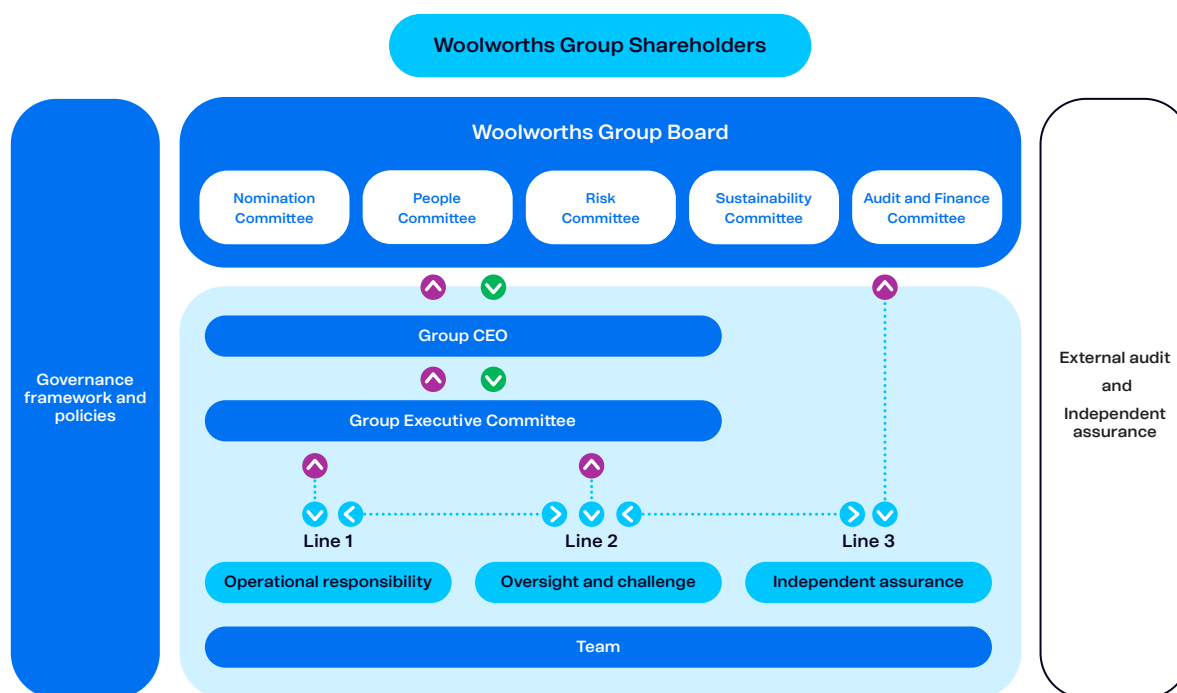 Woolworths Group Shareholders
Governance
framework and
policies
Woolworths Group Board
Nomination
Committee
People
Committee
Risk
Committee
Sustainability
Committee
Audit and Finance
Committee
Group CEO
Group Executive Committee
Line 1
Line 2
Line 3
Operational responsibility
Oversight and challenge
Independent assurance
Team
External audit
and
Independent
assurance